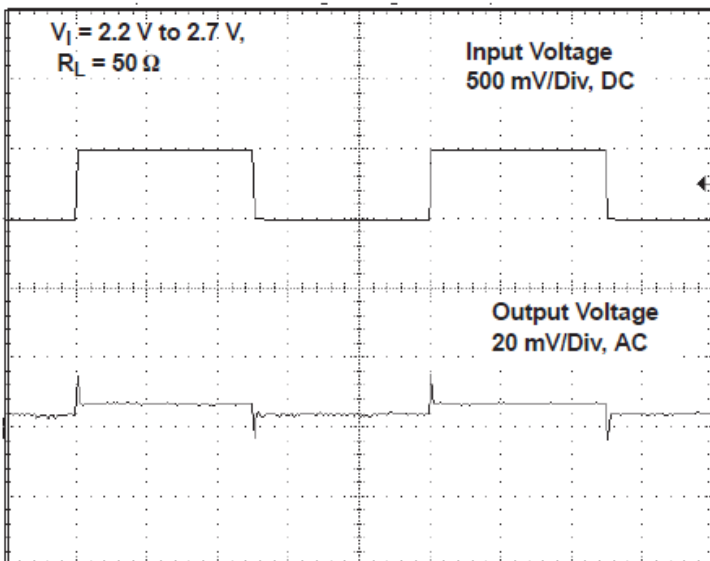 V_I = 2.2 V to 2.7 V,
R_L = 50 Ω
Input Voltage
500 mV/Div, DC
Output Voltage
20 mV/Div, AC